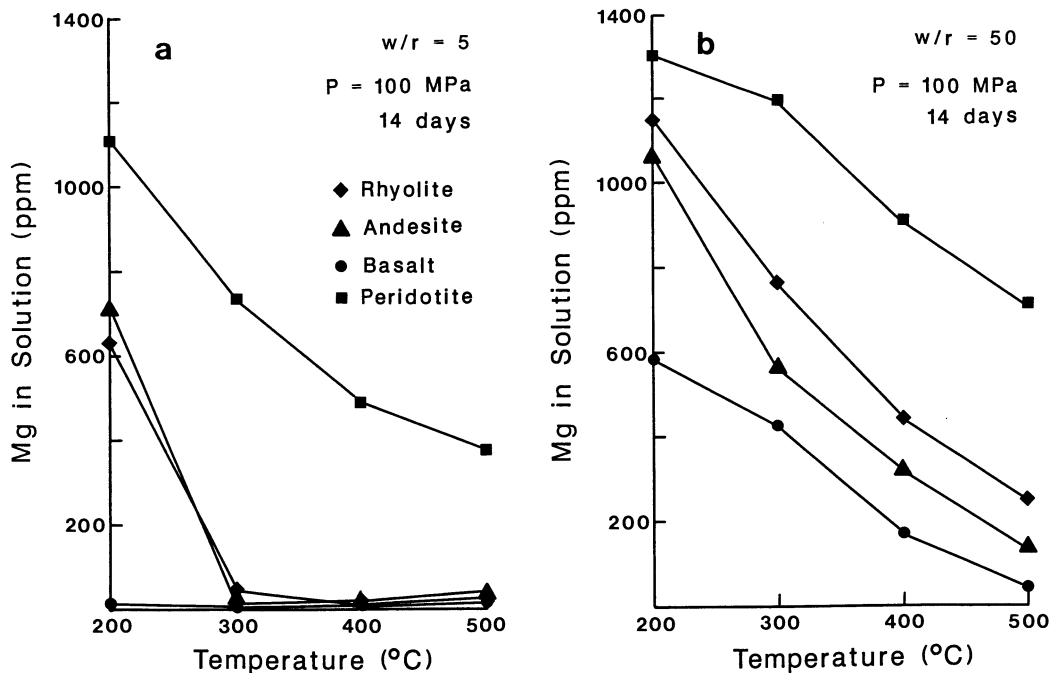 a
w/r = 5
P = 100 MPa
14 days
Rhyolite
Andesite
Basalt
Peridotite
1400
1000
600
200
Mg in Solution (ppm)
200 300 400 500
Temperature (°C)
b
w/r = 50
P = 100 MPa
14 days
1400
1000
600
200
Mg in Solution (ppm)
200 300 400 500
Temperature (°C)